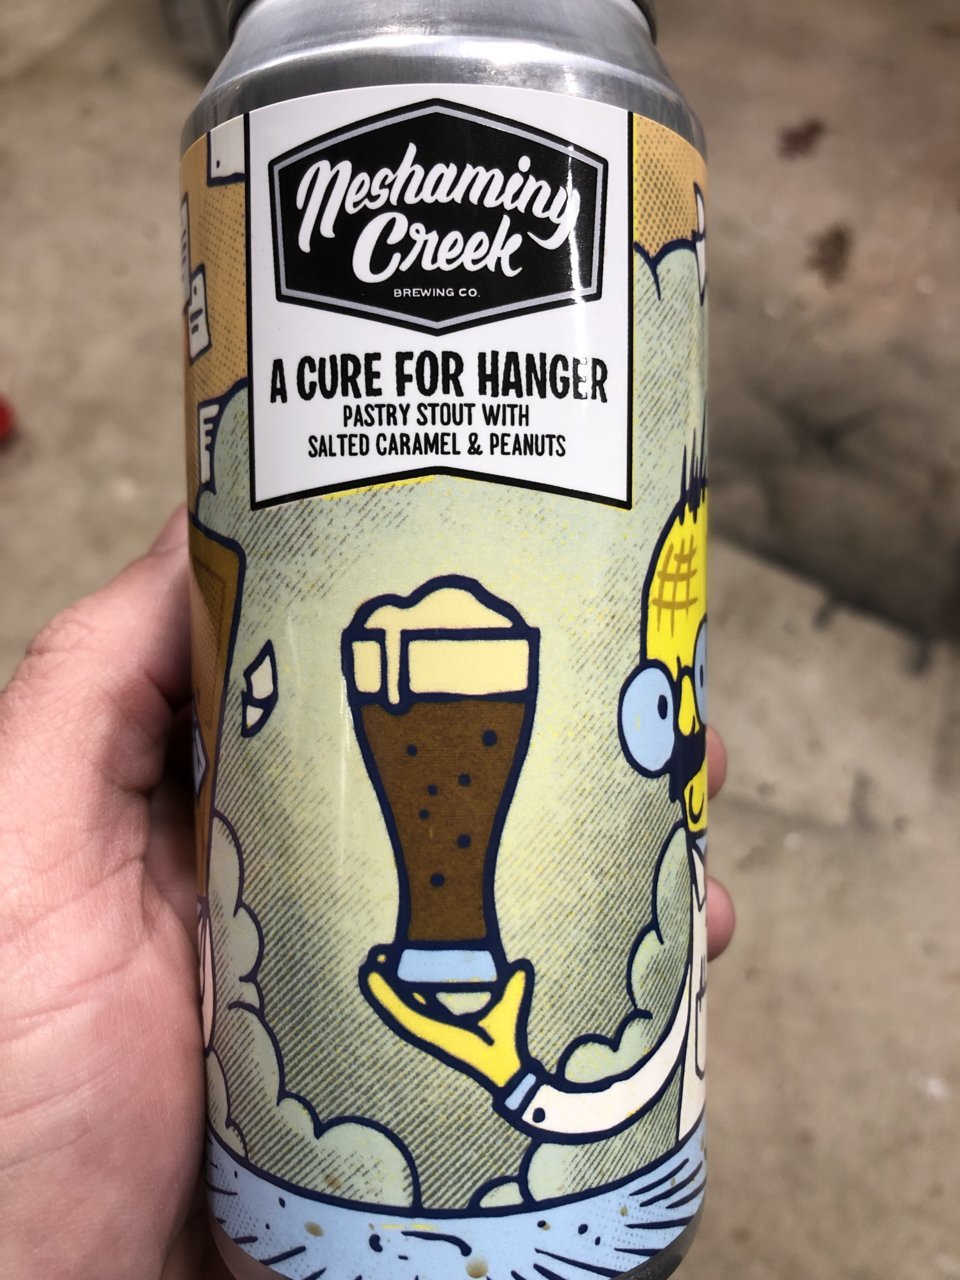 Neshaminy
Creek
BREWING CO.
A CURE FOR HANGER
PASTRY STOUT WITH
SALTED CARAMEL & PEANUTS